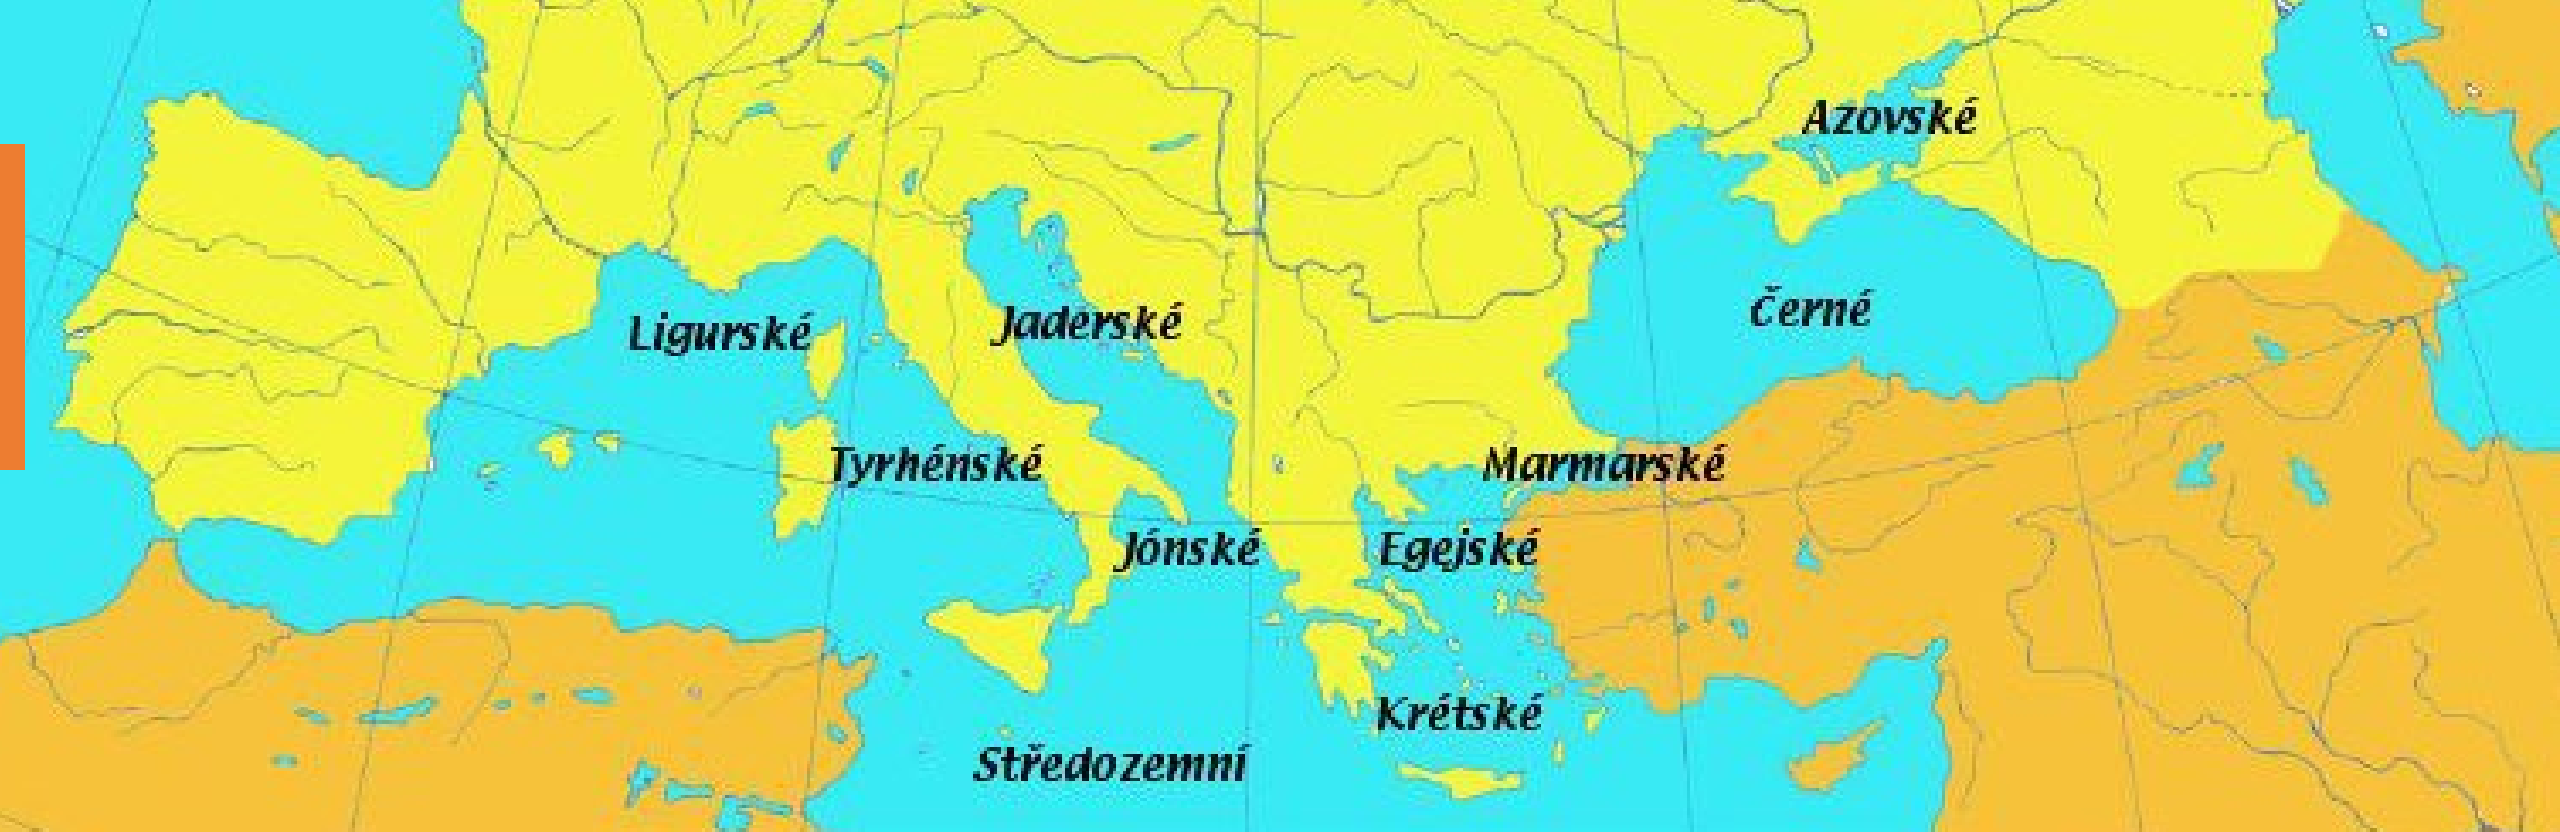 Azovské
Černé
Ligurské
Jaderské
Tyrhénské
Marmarské
Jónské
Egejské
Krétské
Středozemní